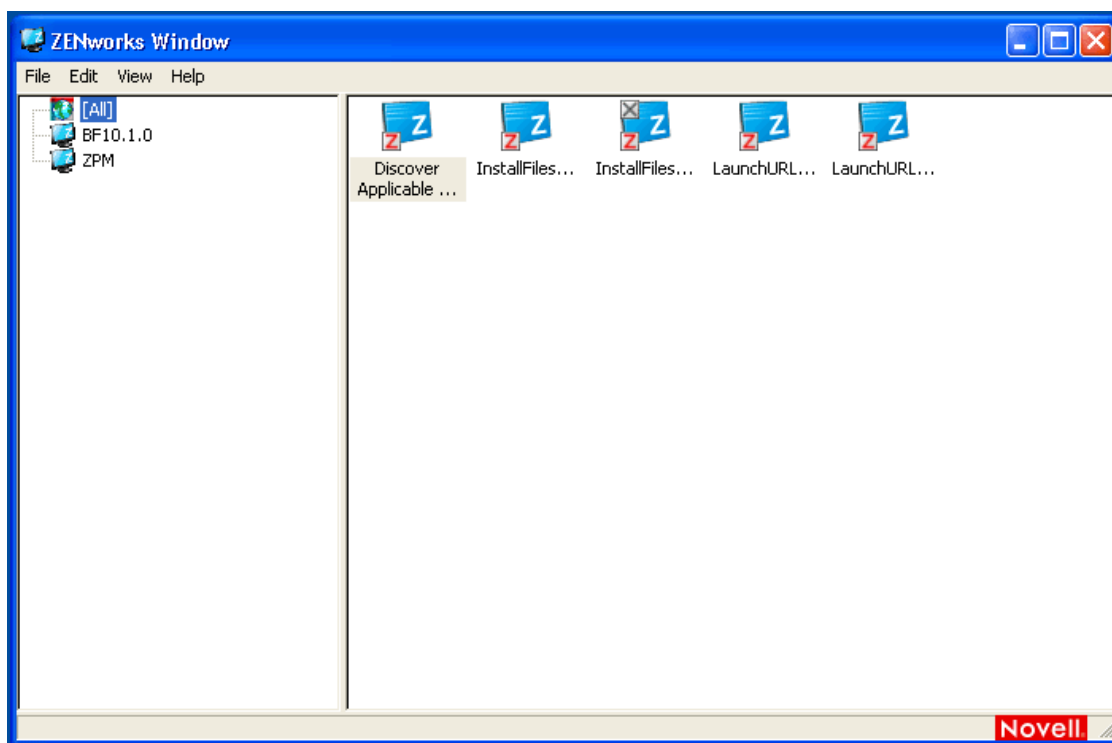 ZENworks Window
File Edit View Help
[All]
BF10.1.0
ZPM
Discover
Applicable ...
InstallFiles...
InstallFiles...
LaunchURL...
LaunchURL...
Novell.